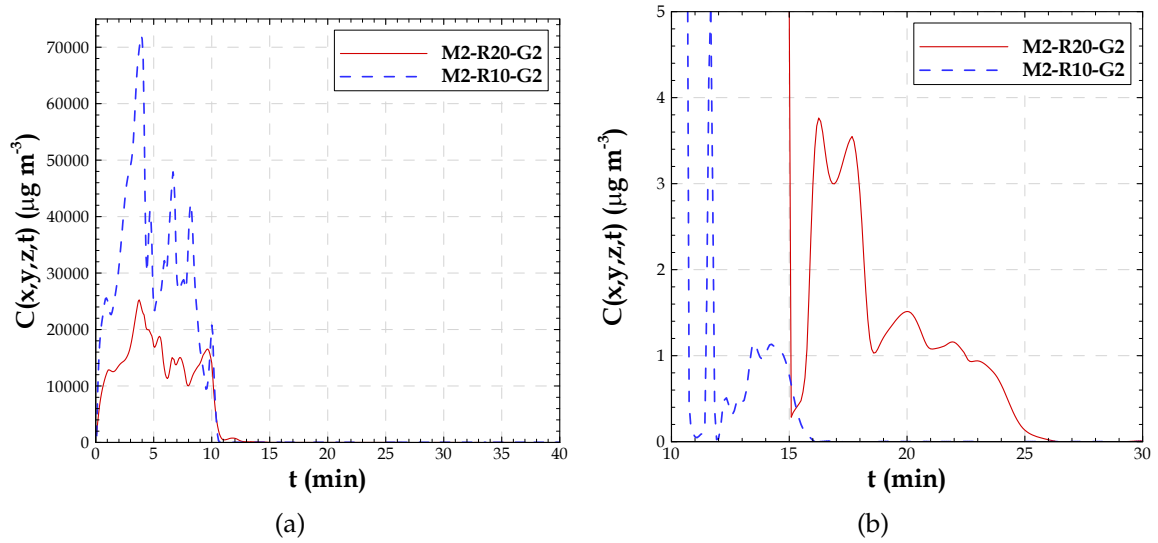 C(x,y,z,t) (μg m⁻³)
70000
60000
50000
40000
30000
20000
10000
0
0 5 10 15 20 25 30 35 40
t (min)
M2-R20-G2
M2-R10-G2
(a)
C(x,y,z,t) (μg m⁻³)
5
4
3
2
1
0
10 15 20 25 30
t (min)
M2-R20-G2
M2-R10-G2
(b)